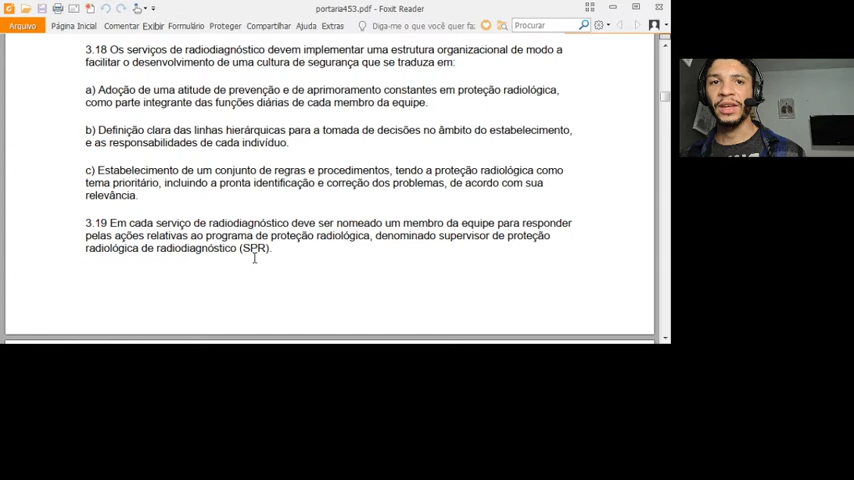 portaria453.pdf - Foxit Reader
Arquivo Página Inicial Comentar Exibir Formulário Proteger Compartilhar Ajuda Extras Diga-me o que quer fa: Procurar
3.18 Os serviços de radiodiagnóstico devem implementar uma estrutura organizacional de modo a
facilitar o desenvolvimento de uma cultura de segurança que se traduza em:
a) Adoção de uma atitude de prevenção e de aprimoramento constantes em proteção radiológica,
como parte integrante das funções diárias de cada membro da equipe.
b) Definição clara das linhas hierárquicas para a tomada de decisões no âmbito do estabelecimento,
e as responsabilidades de cada indivíduo.
c) Estabelecimento de um conjunto de regras e procedimentos, tendo a proteção radiológica como
tema prioritário, incluindo a pronta identificação e correção dos problemas, de acordo com sua
relevância.
3.19 Em cada serviço de radiodiagnóstico deve ser nomeado um membro da equipe para responder
pelas ações relativas ao programa de proteção radiológica, denominado supervisor de proteção
radiológica de radiodiagnóstico (SPR).